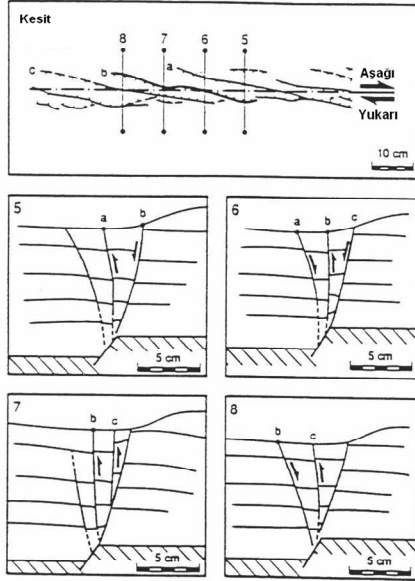 Kesit
8 7 6 5
a
c b
Aşağı
Yukarı
10 cm
5
a b
5 cm
6
a b c
5 cm
7
b c
5 cm
8
b c
5 cm